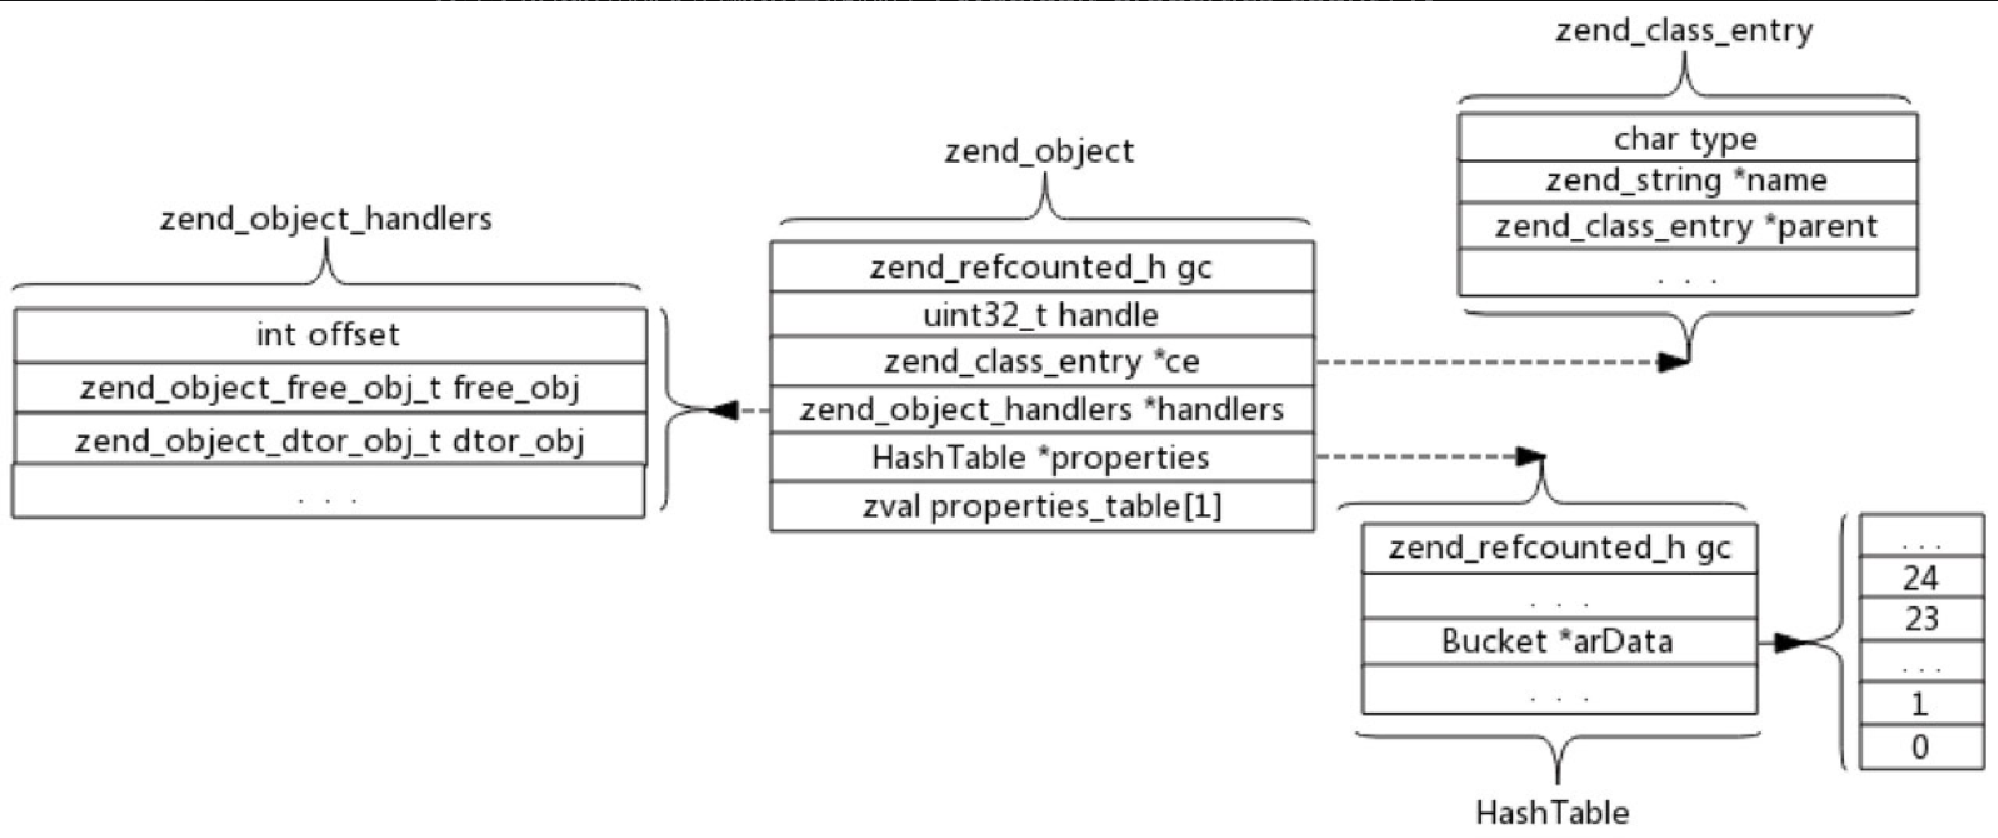 zend_object_handlers
int offset
zend_object_free_obj_t free_obj
zend_object_dtor_obj_t dtor_obj
. . .
zend_object
zend_refcounted_h gc
uint32_t handle
zend_class_entry *ce
zend_object_handlers *handlers
HashTable *properties
zval properties_table[1]
zend_class_entry
char type
zend_string *name
zend_class_entry *parent
. . .
zend_refcounted_h gc
. . .
Bucket *arData
. . .
HashTable
. . .
24
23
. . .
1
0